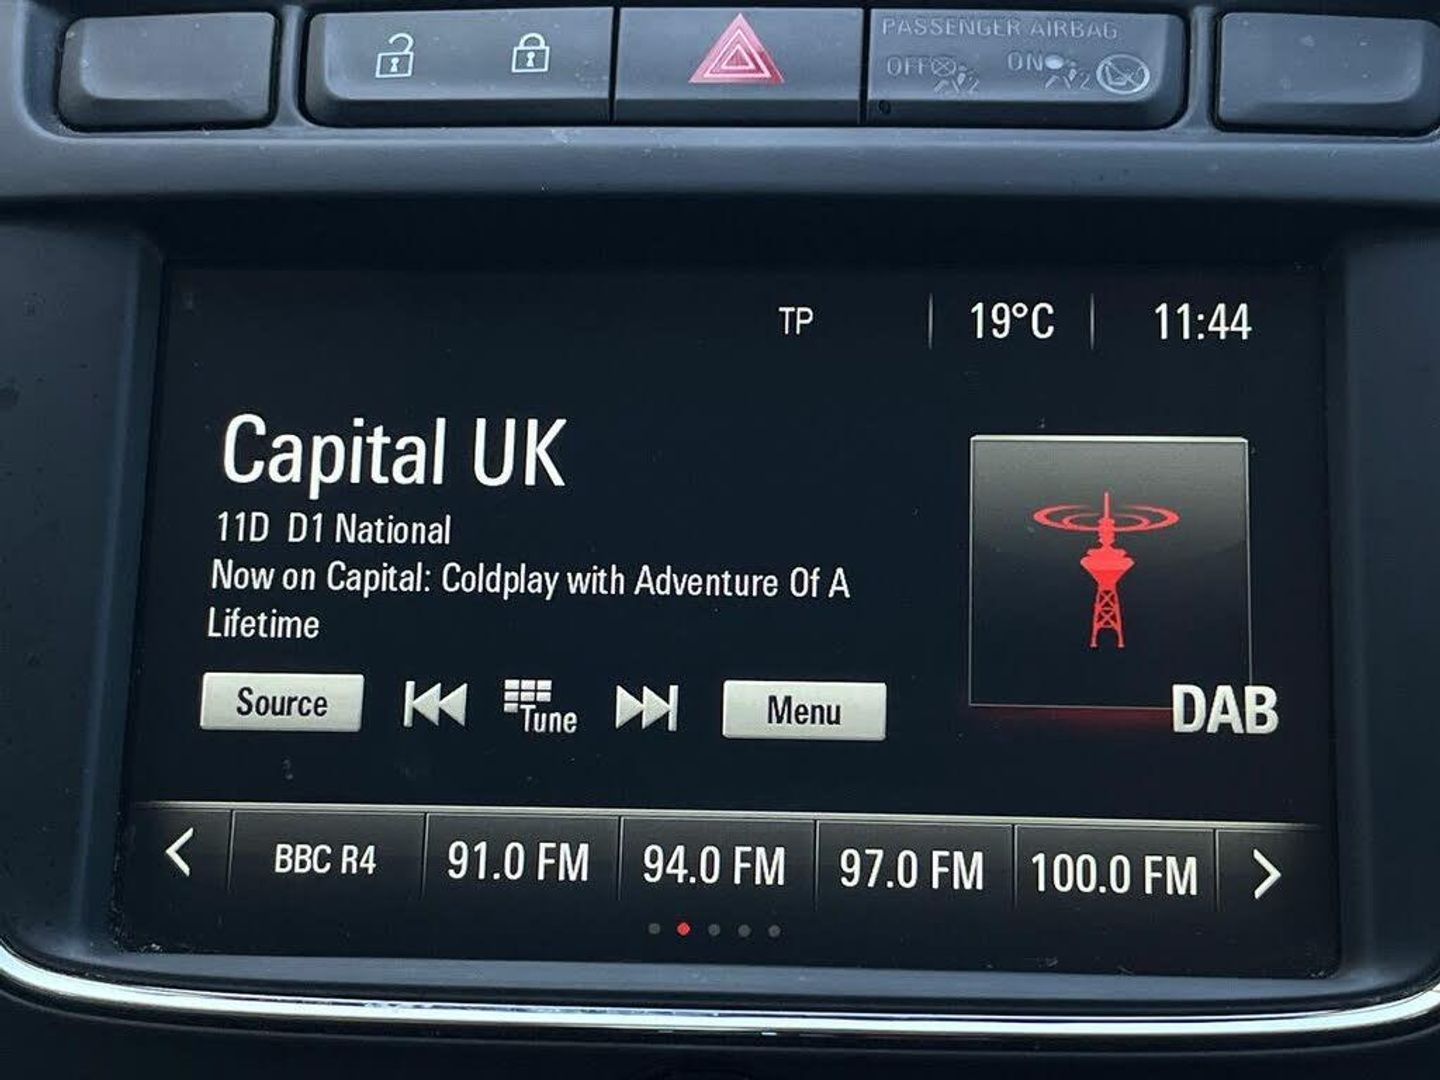 PASSENGER AIRBAG
OFF ON
TP 19°C 11:44
Capital UK
11D D1 National
Now on Capital: Coldplay with Adventure Of A
Lifetime
Source Tune Menu
DAB
BBC R4 91.0 FM 94.0 FM 97.0 FM 100.0 FM